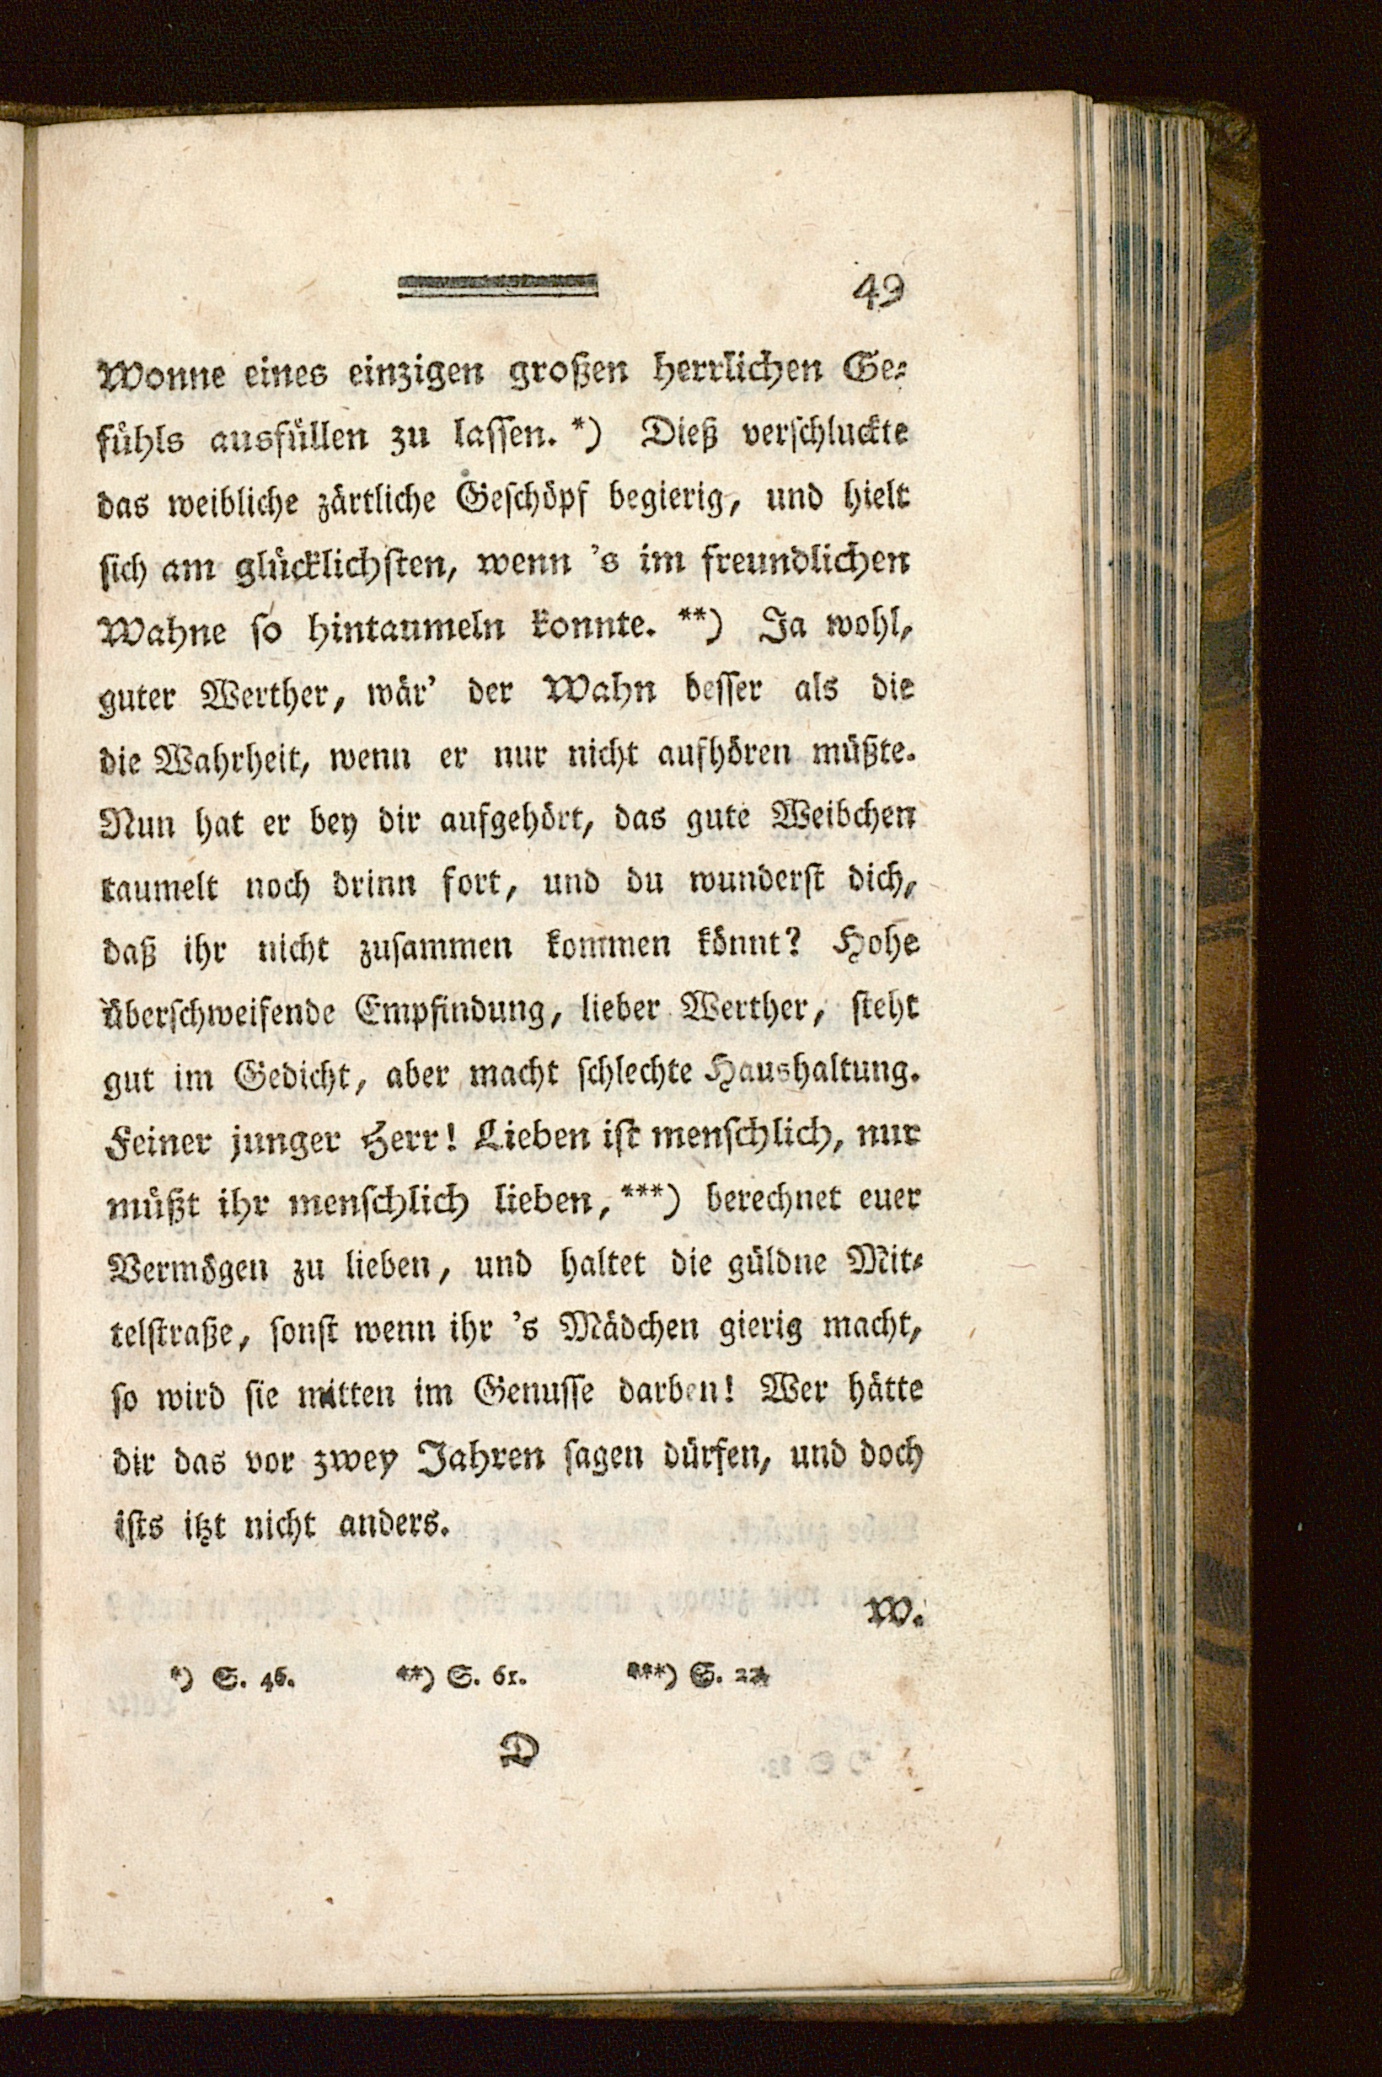 49
Wonne eines einzigen großen herrlichen Ge-
fühls ausfüllen zu lassen. *) Dieß verschluckte
das weibliche zärtliche Geschöpf begierig, und hielt
sich am glücklichsten, wenn 's im freundlichen
Wahne so hintaumeln konnte. **) Ja wohl,
guter Werther, wär' der Wahn besser als die
die Wahrheit, wenn er nur nicht aufhören müßte.
Nun hat er bey dir aufgehört, das gute Weibchen
taumelt noch drinn fort, und du wunderst dich,
daß ihr nicht zusammen kommen könnt? Hohe
überschweifende Empfindung, lieber Werther, steht
gut im Gedicht, aber macht schlechte Haushaltung.
Feiner junger Herr! Lieben ist menschlich, nur
müßt ihr menschlich lieben, ***) berechnet euer
Vermögen zu lieben, und haltet die güldne Mit-
telstraße, sonst wenn ihr 's Mädchen gierig macht,
so wird sie mitten im Genusse darben! Wer hätte
dir das vor zwey Jahren sagen dürfen, und doch
ists itzt nicht anders.
W.
*) S. 46. **) S. 61. ***) S.
D